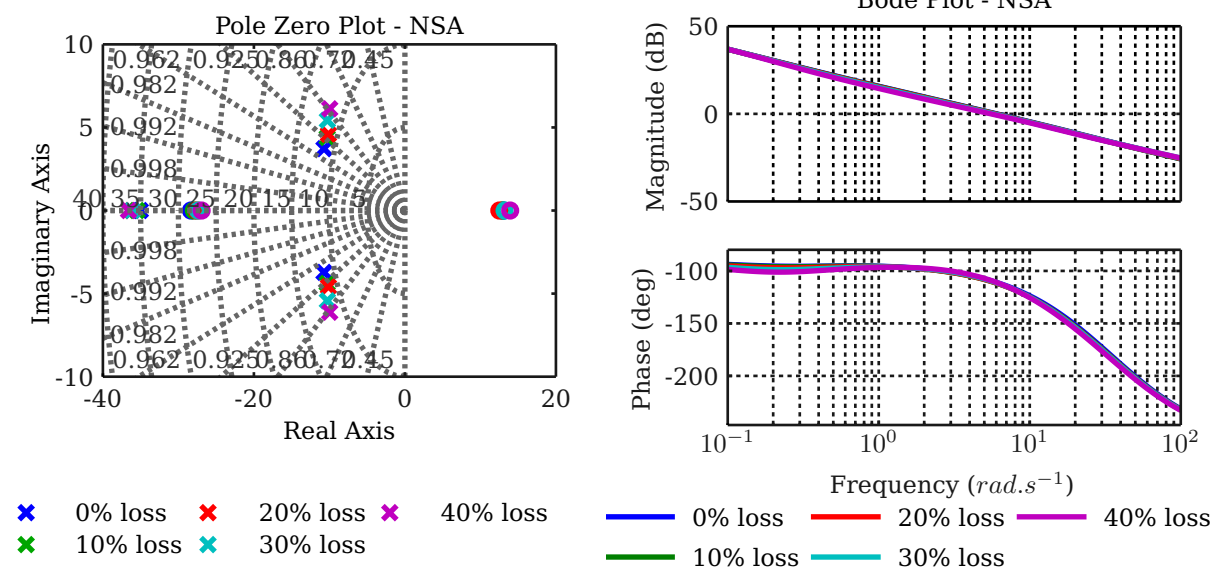 Pole Zero Plot - NSA
10
5
0
-5
-10
0.962 0.925 0.86 0.72 0.45
0.982
0.992
0.998
40 35 30 25 20 15 10 5
0.998
0.992
0.982
0.962 0.925 0.86 0.72 0.45
-40 -20 0 20
Real Axis
Imaginary Axis
0% loss 20% loss 40% loss
10% loss 30% loss
Bode Plot - NSA
50
0
-50
Magnitude (dB)
-100
-150
-200
Phase (deg)
10⁻¹ 10⁰ 10¹ 10²
Frequency (rad.s⁻¹)
0% loss 20% loss 40% loss
10% loss 30% loss